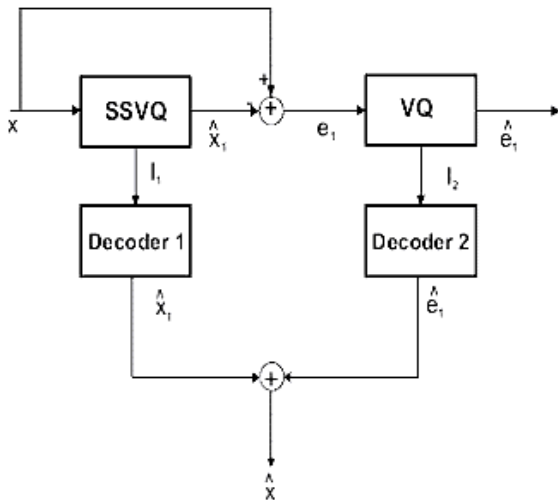 +
SSVQ
-
+
VQ
x
x̂₁
e₁
ê₁
I₁
I₂
Decoder 1
Decoder 2
x̂₁
ê₁
+
x̂